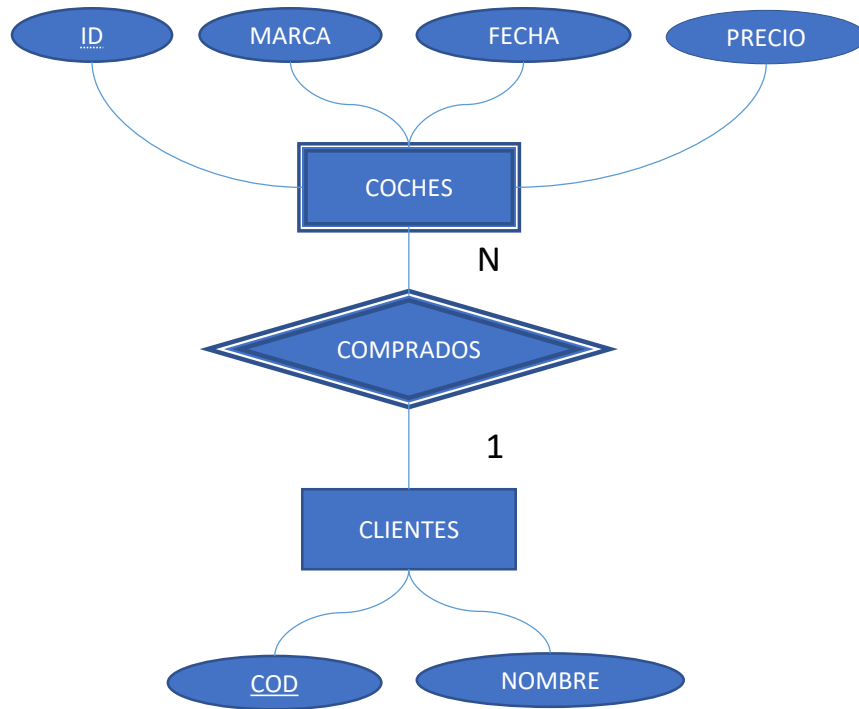 ID
MARCA
FECHA
PRECIO
COCHES
N
COMPRADOS
1
CLIENTES
COD
NOMBRE